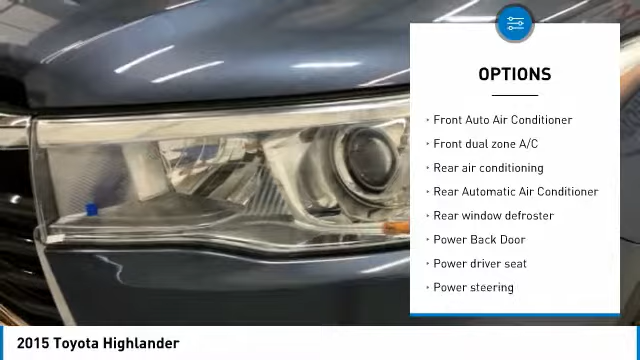 OPTIONS
Front Auto Air Conditioner
Front dual zone A/C
Rear air conditioning
Rear Automatic Air Conditioner
Rear window defroster
Power Back Door
Power driver seat
Power steering
2015 Toyota Highlander